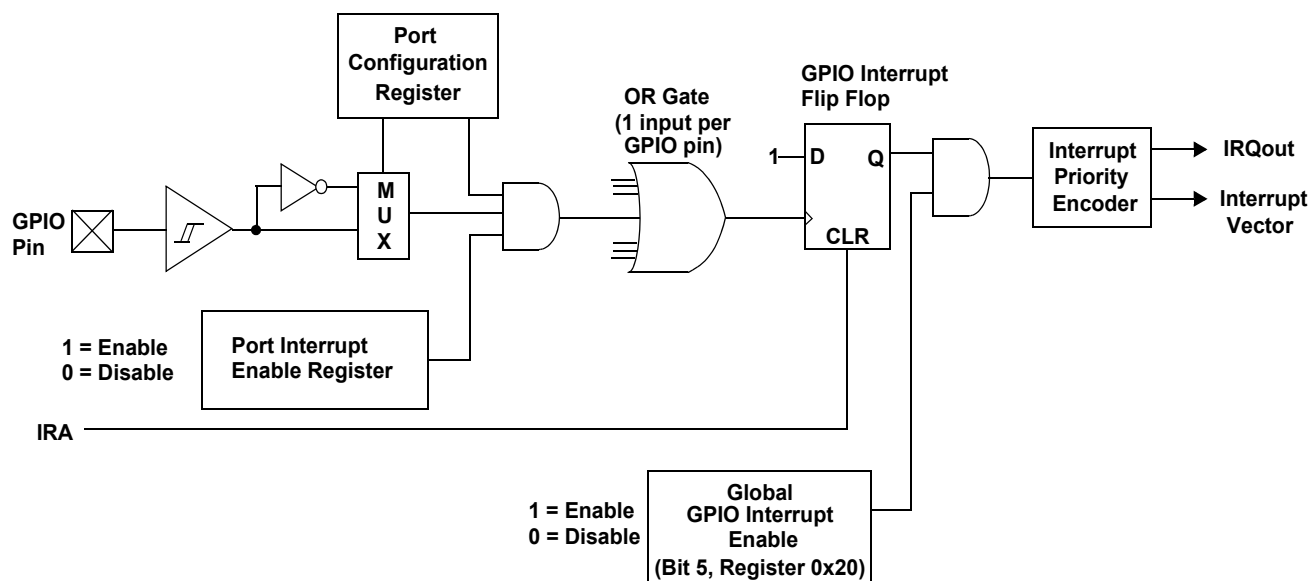 Port
Configuration
Register
GPIO Interrupt
Flip Flop
OR Gate
(1 input per
GPIO pin)
1
D
Q
CLR
Interrupt
Priority
Encoder
IRQout
Interrupt
Vector
M
U
X
GPIO
Pin
1 = Enable
0 = Disable
Port Interrupt
Enable Register
IRA
1 = Enable
0 = Disable
Global
GPIO Interrupt
Enable
(Bit 5, Register 0x20)